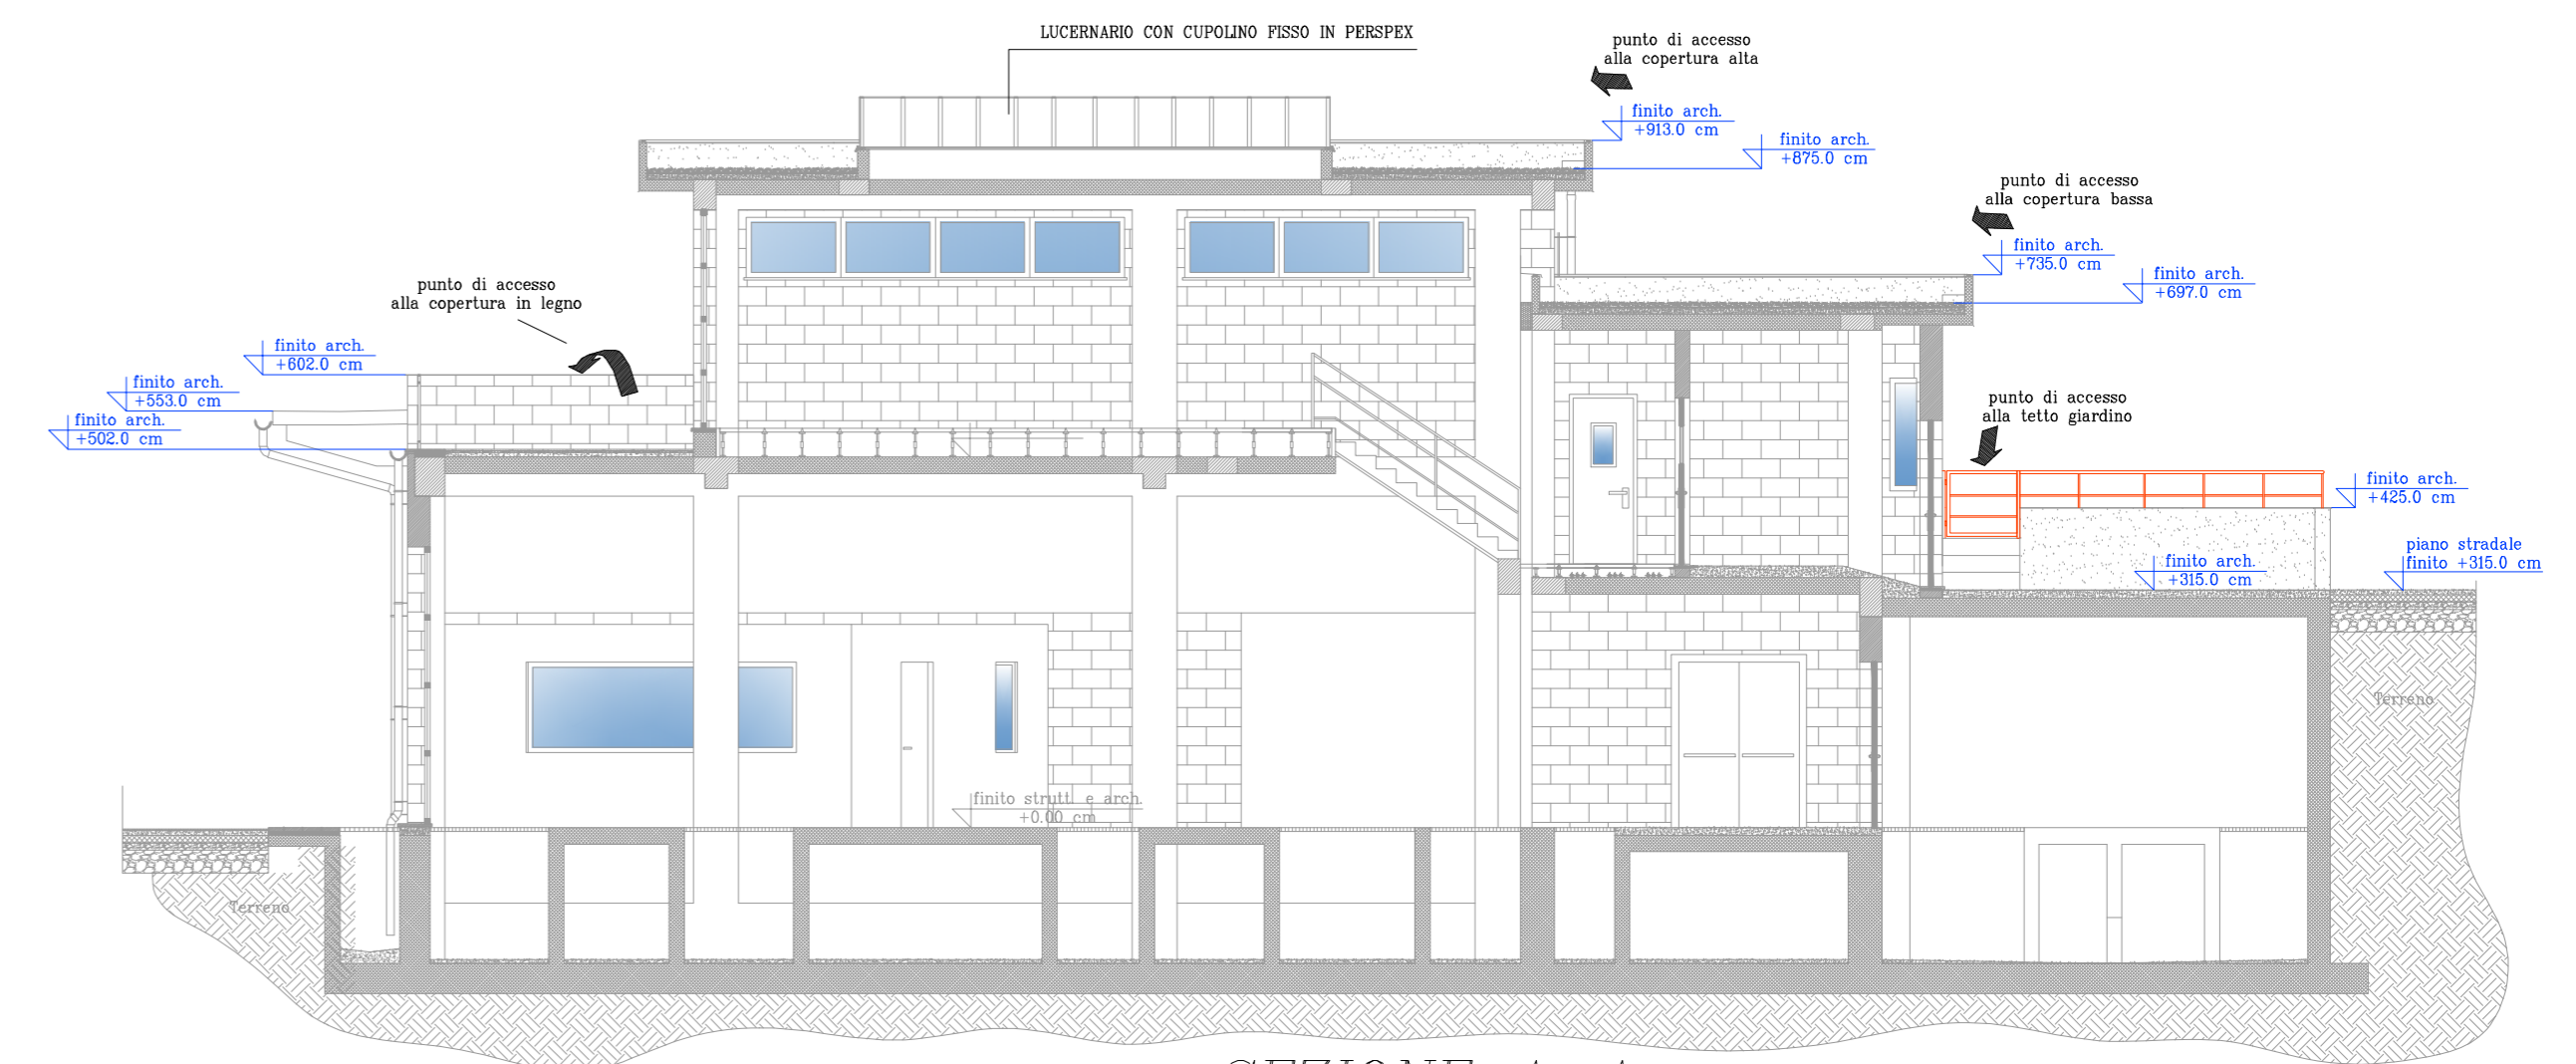 LUCERNARIO CON CUPOLINO FISSO IN PERSPEX
punto di accesso
alla copertura alta
finito arch.
+913.0 cm
finito arch.
+875.0 cm
punto di accesso
alla copertura bassa
finito arch.
+735.0 cm
finito arch.
+697.0 cm
punto di accesso
alla copertura in legno
finito arch.
+602.0 cm
finito arch.
+553.0 cm
finito arch.
+502.0 cm
punto di accesso
alla tetto giardino
finito arch.
+425.0 cm
piano stradale
finito +315.0 cm
finito arch.
+315.0 cm
Terreno
finito strutt. e arch.
+0.00 cm
Terreno